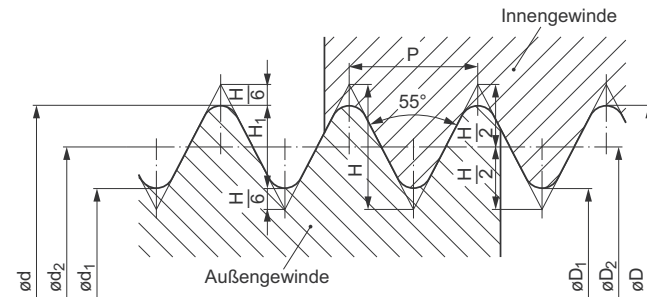 Innengewinde
P
H/6
55°
H₁
H/2
H
H/2
H/6
Außengewinde
ød
ød₂
ød₁
øD₁
øD₂
øD